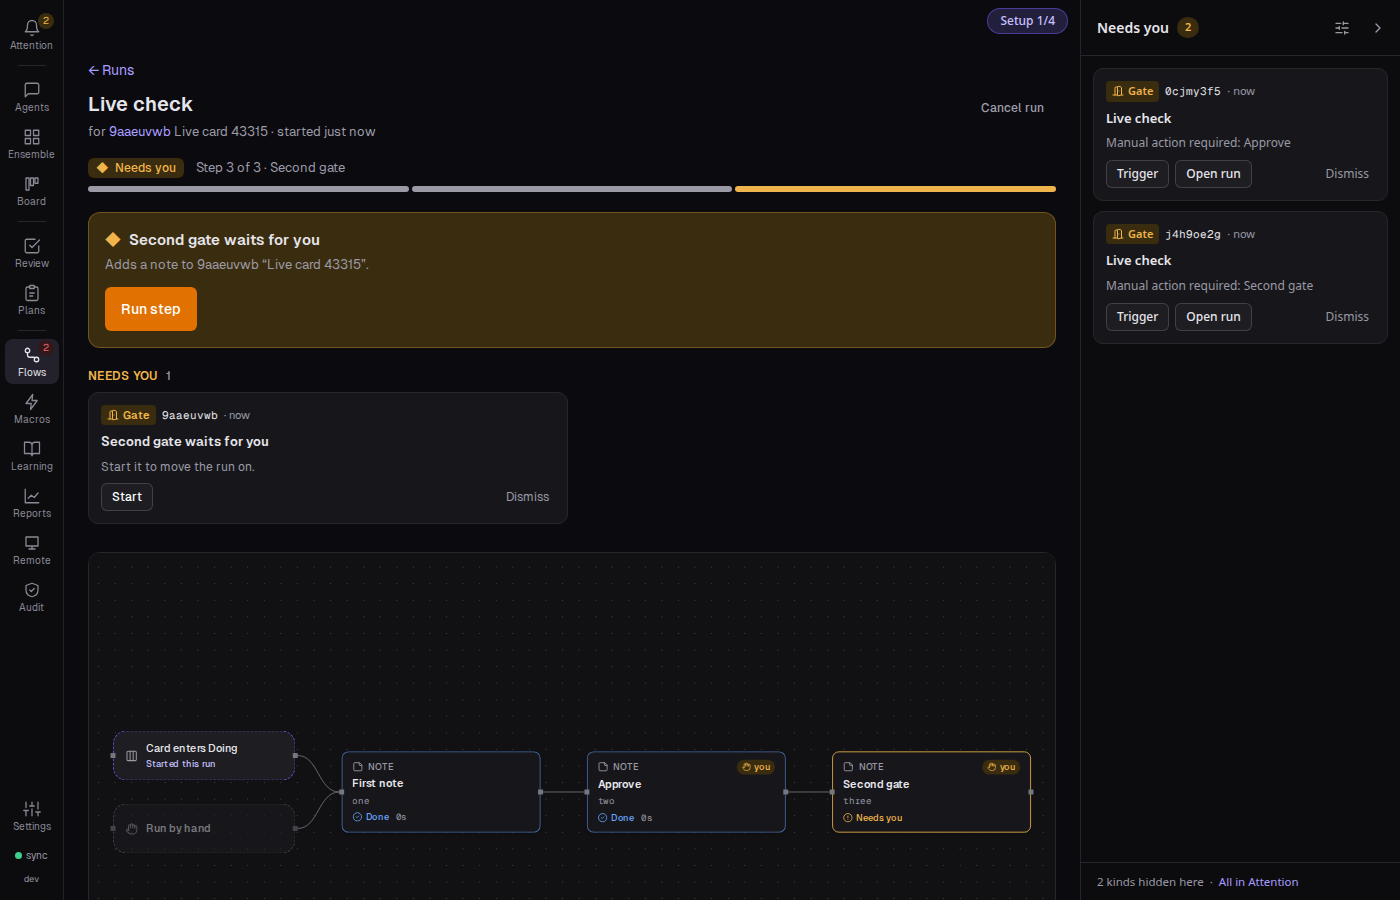 2
Attention
Agents
Ensemble
Board
Review
Plans
2
Flows
Macros
Learning
Reports
Remote
Audit
Settings
sync
dev
Setup 1/4
← Runs
Live check
Cancel run
for 9aaeuvwb Live card 43315 · started just now
Needs you Step 3 of 3 · Second gate
Second gate waits for you
Adds a note to 9aaeuvwb “Live card 43315”.
Run step
NEEDS YOU 1
Gate 9aaeuvwb · now
Second gate waits for you
Start it to move the run on.
Start Dismiss
Card enters Doing
Started this run
Run by hand
NOTE
First note
one
Done 0s
NOTE you
Approve
two
Done 0s
NOTE you
Second gate
three
Needs you
Needs you 2
Gate 0cjmy3f5 · now
Live check
Manual action required: Approve
Trigger Open run Dismiss
Gate j4h9oe2g · now
Live check
Manual action required: Second gate
Trigger Open run Dismiss
2 kinds hidden here · All in Attention